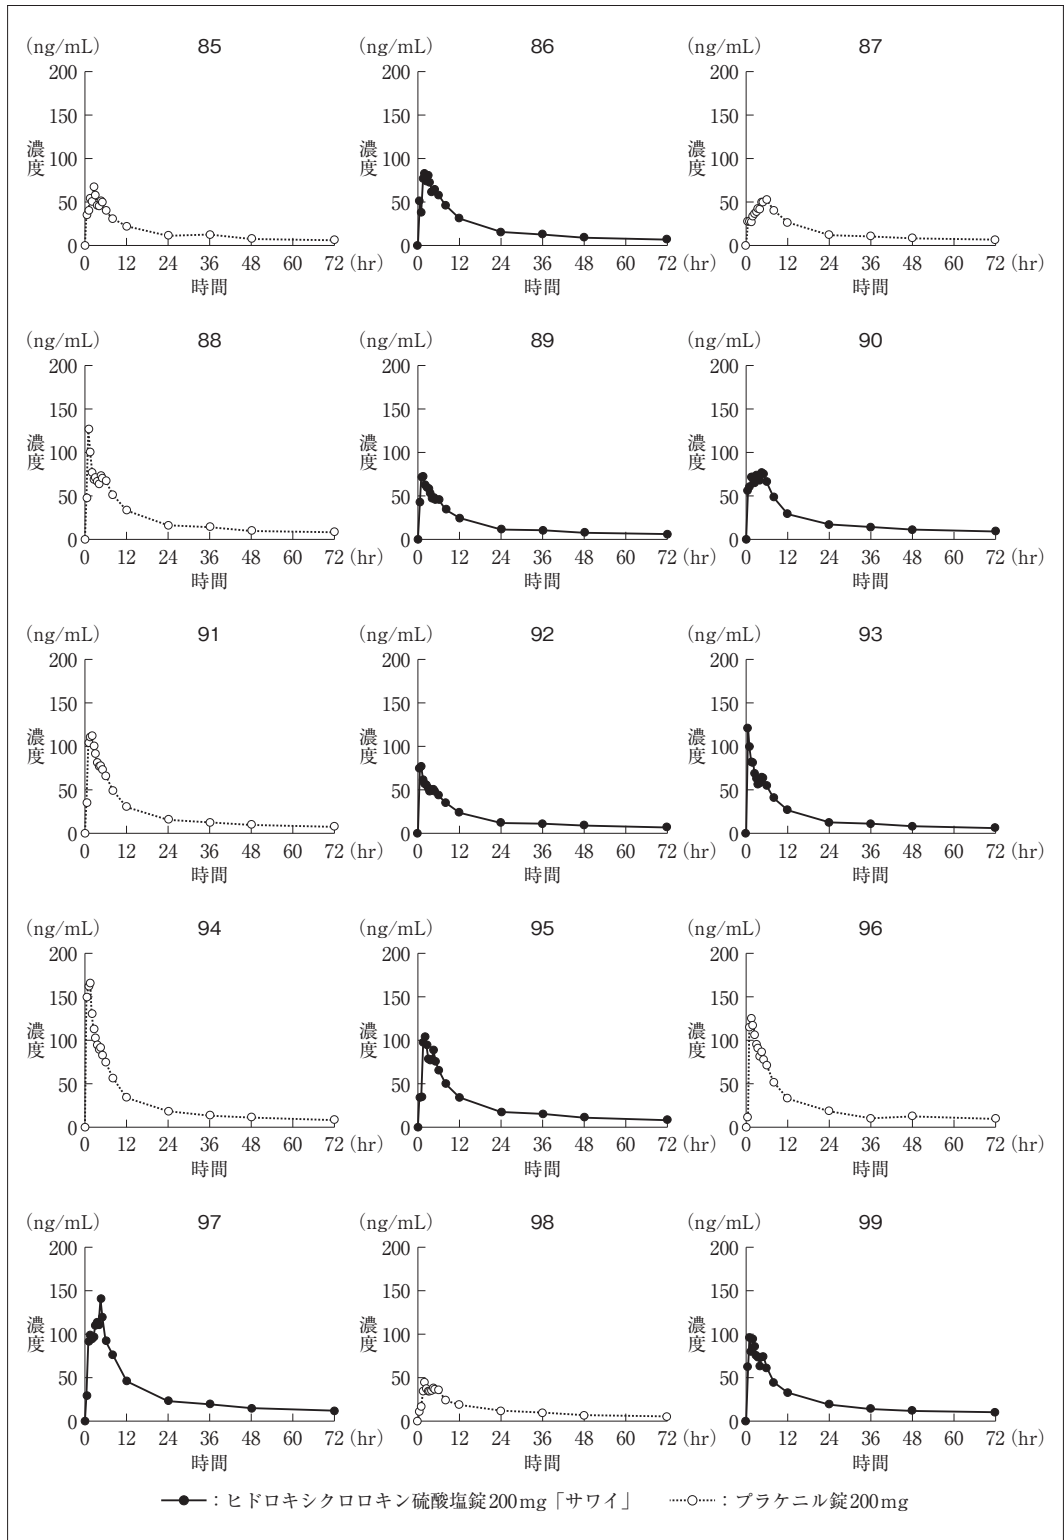 (ng/mL) 85 (ng/mL) 86 (ng/mL) 87
200 200 200
150 150 150
濃度 100 濃度 100 濃度 100
50 50 50
0 0 0
0 12 24 36 48 60 72 (hr) 0 12 24 36 48 60 72 (hr) 0 12 24 36 48 60 72 (hr)
時間 時間 時間
(ng/mL) 88 (ng/mL) 89 (ng/mL) 90
200 200 200
150 150 150
濃度 100 濃度 100 濃度 100
50 50 50
0 0 0
0 12 24 36 48 60 72 (hr) 0 12 24 36 48 60 72 (hr) 0 12 24 36 48 60 72 (hr)
時間 時間 時間
(ng/mL) 91 (ng/mL) 92 (ng/mL) 93
200 200 200
150 150 150
濃度 100 濃度 100 濃度 100
50 50 50
0 0 0
0 12 24 36 48 60 72 (hr) 0 12 24 36 48 60 72 (hr) 0 12 24 36 48 60 72 (hr)
時間 時間 時間
(ng/mL) 94 (ng/mL) 95 (ng/mL) 96
200 200 200
150 150 150
濃度 100 濃度 100 濃度 100
50 50 50
0 0 0
0 12 24 36 48 60 72 (hr) 0 12 24 36 48 60 72 (hr) 0 12 24 36 48 60 72 (hr)
時間 時間 時間
(ng/mL) 97 (ng/mL) 98 (ng/mL) 99
200 200 200
150 150 150
濃度 100 濃度 100 濃度 100
50 50 50
0 0 0
0 12 24 36 48 60 72 (hr) 0 12 24 36 48 60 72 (hr) 0 12 24 36 48 60 72 (hr)
時間 時間 時間
：ヒドロキシクロロキン硫酸塩錠200mg「サワイ」 ：プラケニル錠200mg